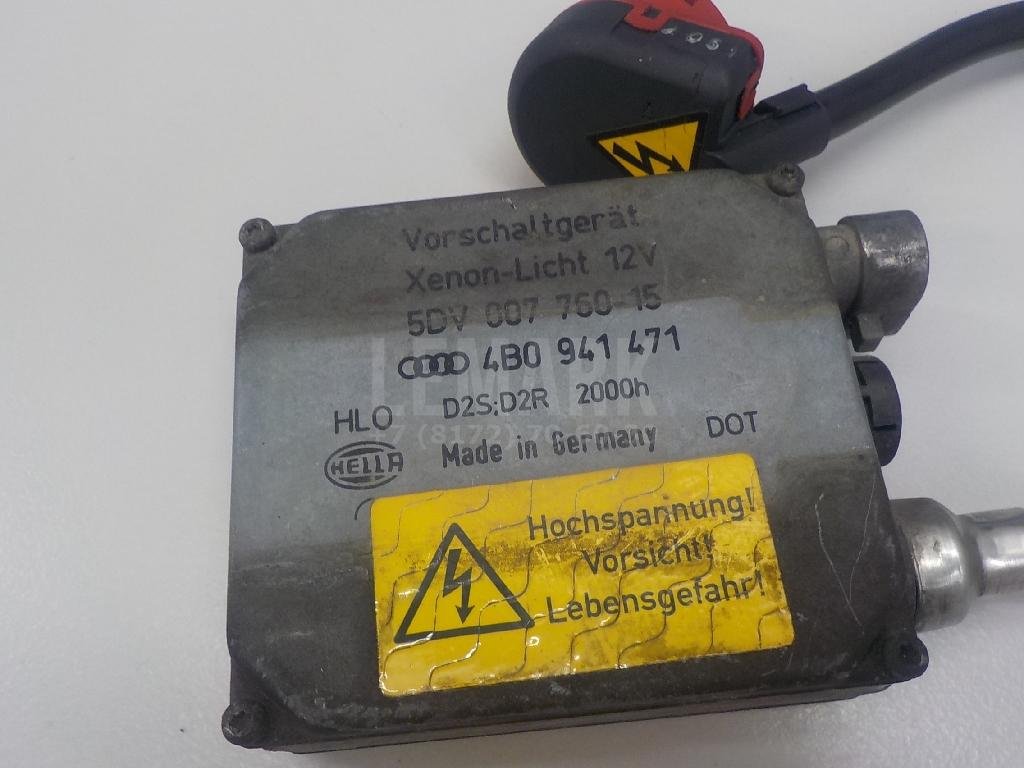 Vorschaltgerät
Xenon-Licht 12V
5DV 007 760-15
4B0 941 471
LEMARK
D2S;D2R 2000h
HLO
DOT
Made in Germany
HELLA
Hochspannung!
Vorsicht!
Lebensgefahr!